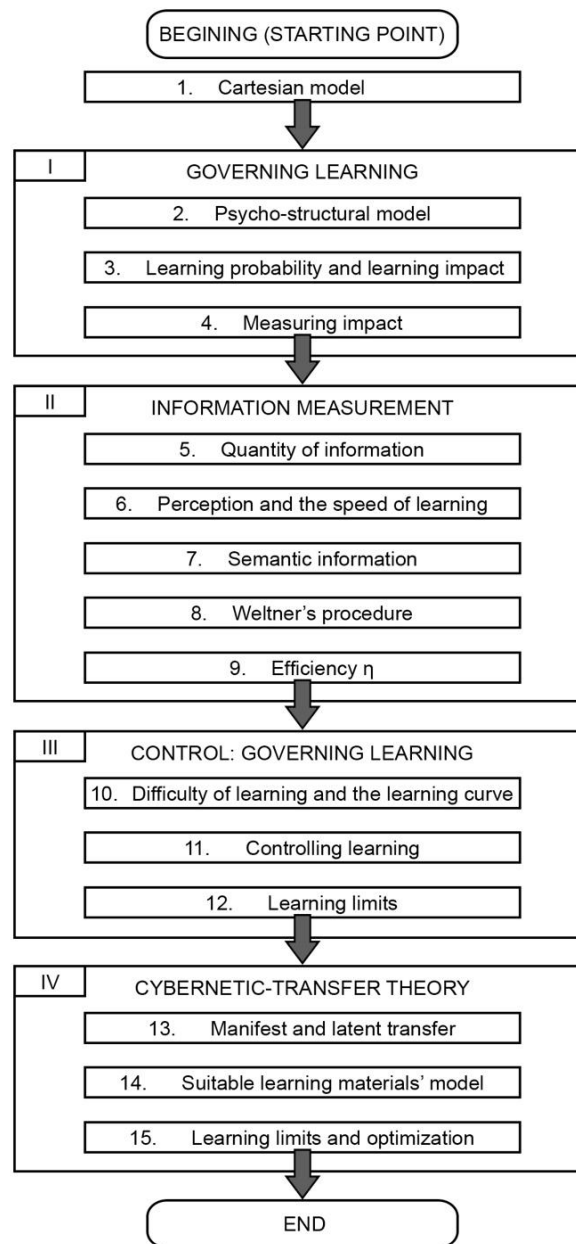 BEGINING (STARTING POINT)
1. Cartesian model
I
GOVERNING LEARNING
2. Psycho-structural model
3. Learning probability and learning impact
4. Measuring impact
II
INFORMATION MEASUREMENT
5. Quantity of information
6. Perception and the speed of learning
7. Semantic information
8. Weltner's procedure
9. Efficiency η
III
CONTROL: GOVERNING LEARNING
10. Difficulty of learning and the learning curve
11. Controlling learning
12. Learning limits
IV
CYBERNETIC-TRANSFER THEORY
13. Manifest and latent transfer
14. Suitable learning materials' model
15. Learning limits and optimization
END